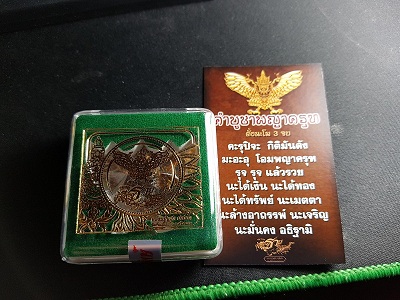 คำบูชาพญาครุฑ
ตั้งนะโม 3 จบ
คะรุปิจะ กิติมันตัง
มะอะอุ โอมพญาครุฑ
รุจ รุจ แล้วรวย
นะได้เงิน นะได้ทอง
นะได้ทรัพย์ นะเมตตา
นะล้างอาถรรพ์ นะเจริญ
นะมั่นคง อธิฐามิ